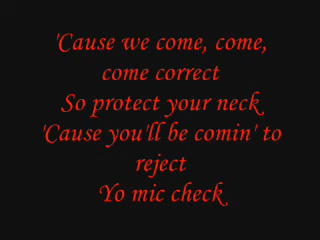 'Cause we come, come,
come correct
So protect your neck
'Cause you'll be comin' to
reject
Yo mic check